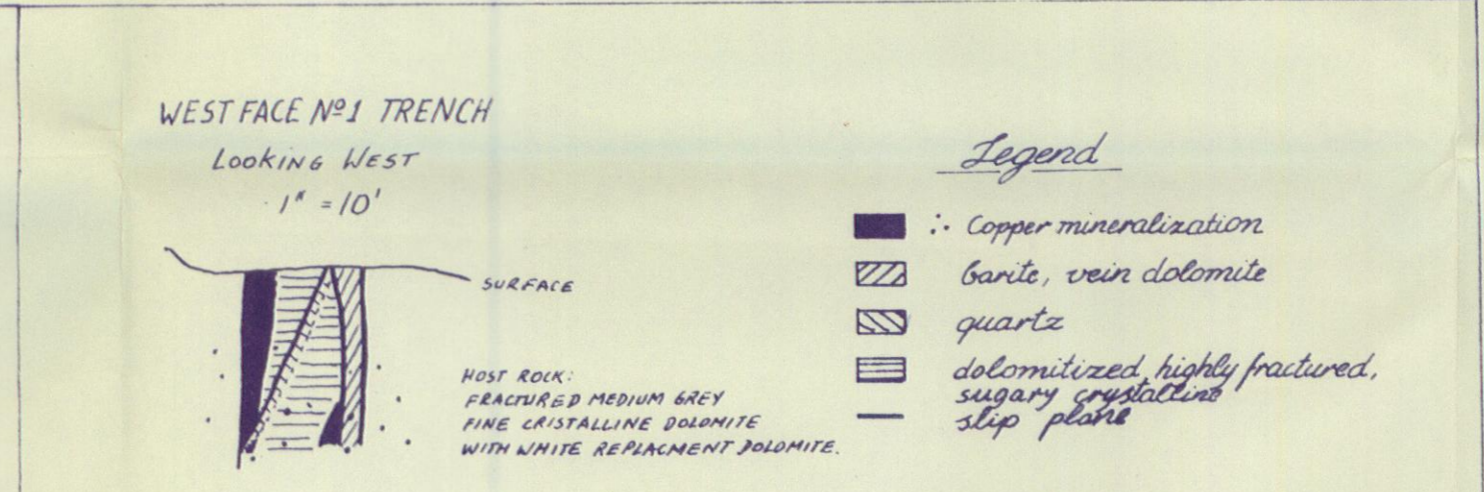 WEST FACE Nº1 TRENCH
LOOKING WEST
1" = 10'
SURFACE
HOST ROCK:
FRACTURED MEDIUM GREY
FINE CRISTALLINE DOLOMITE
WITH WHITE REPLACMENT DOLOMITE.
Legend
Copper mineralization
barite, vein dolomite
quartz
dolomitized, highly fractured,
sugary crystalline
slip plane